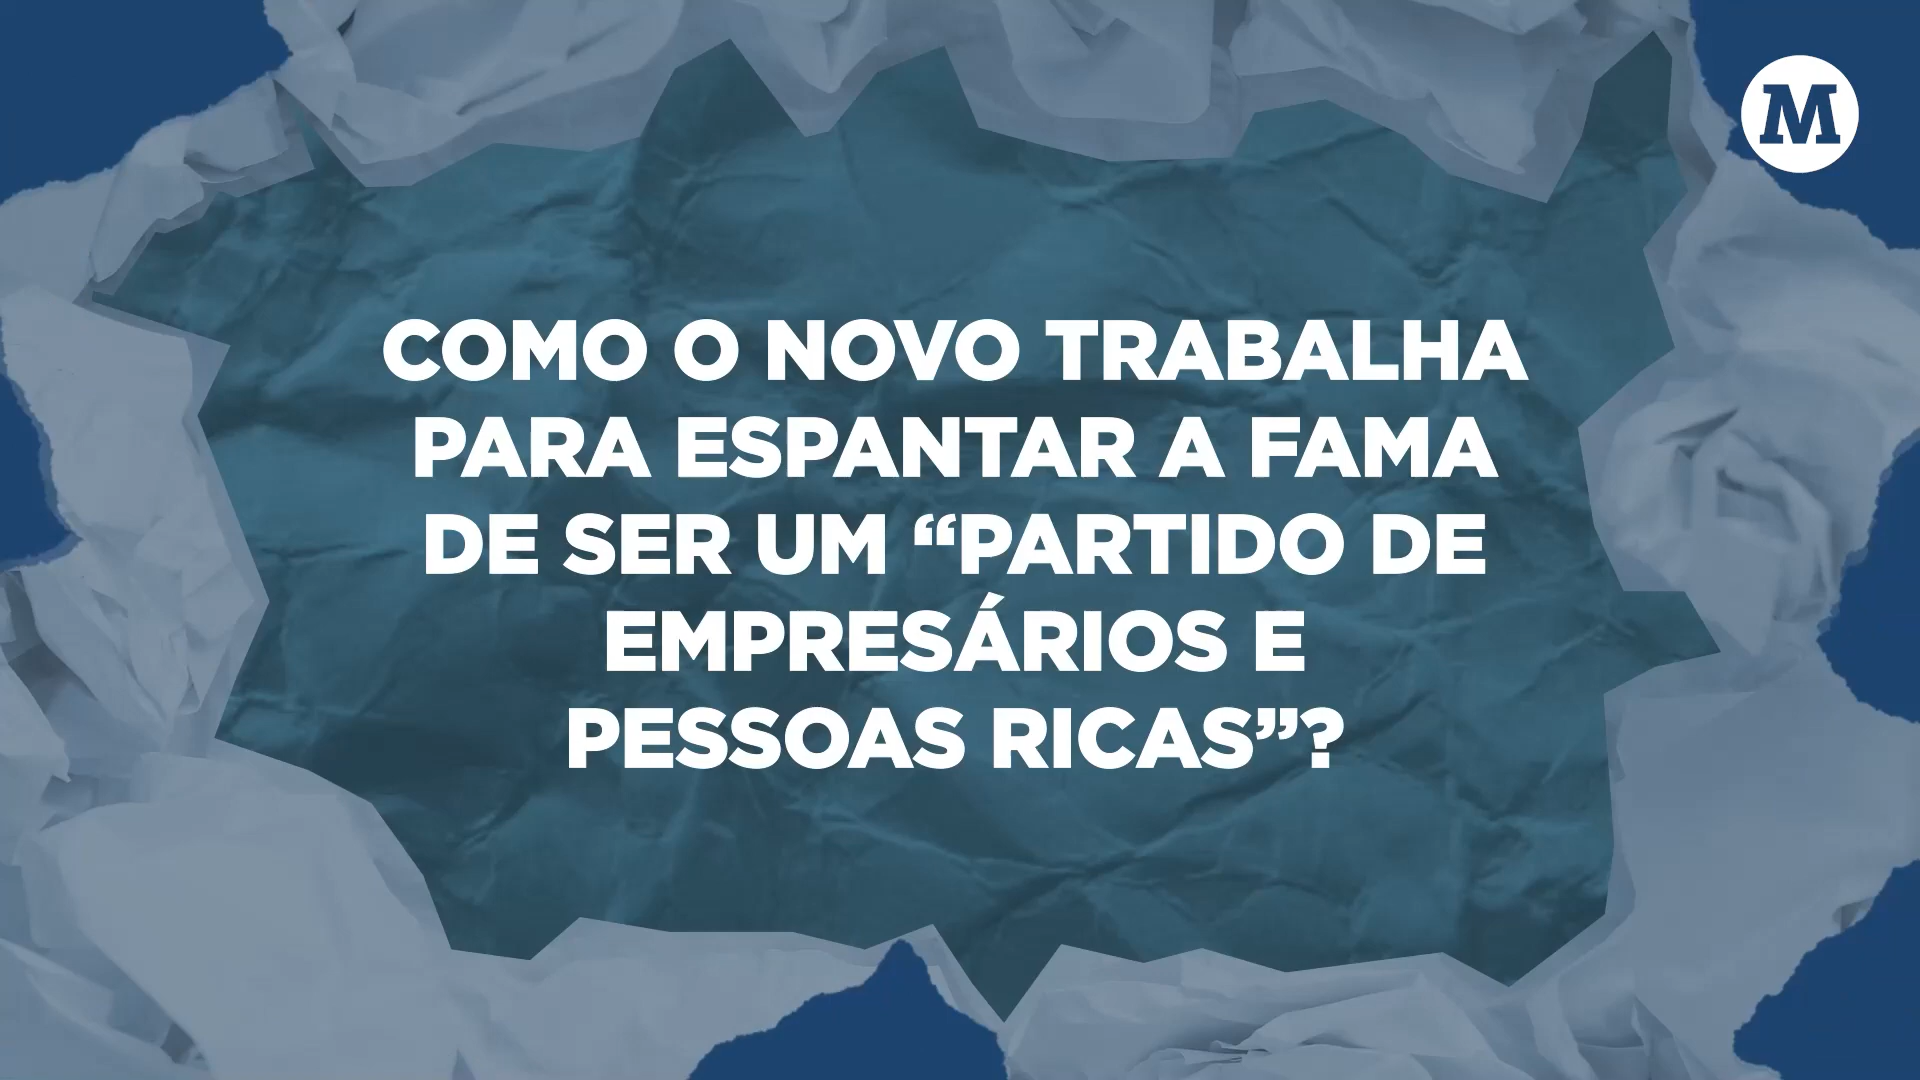 M
COMO O NOVO TRABALHA
PARA ESPANTAR A FAMA
DE SER UM “PARTIDO DE
EMPRESÁRIOS E
PESSOAS RICAS”?